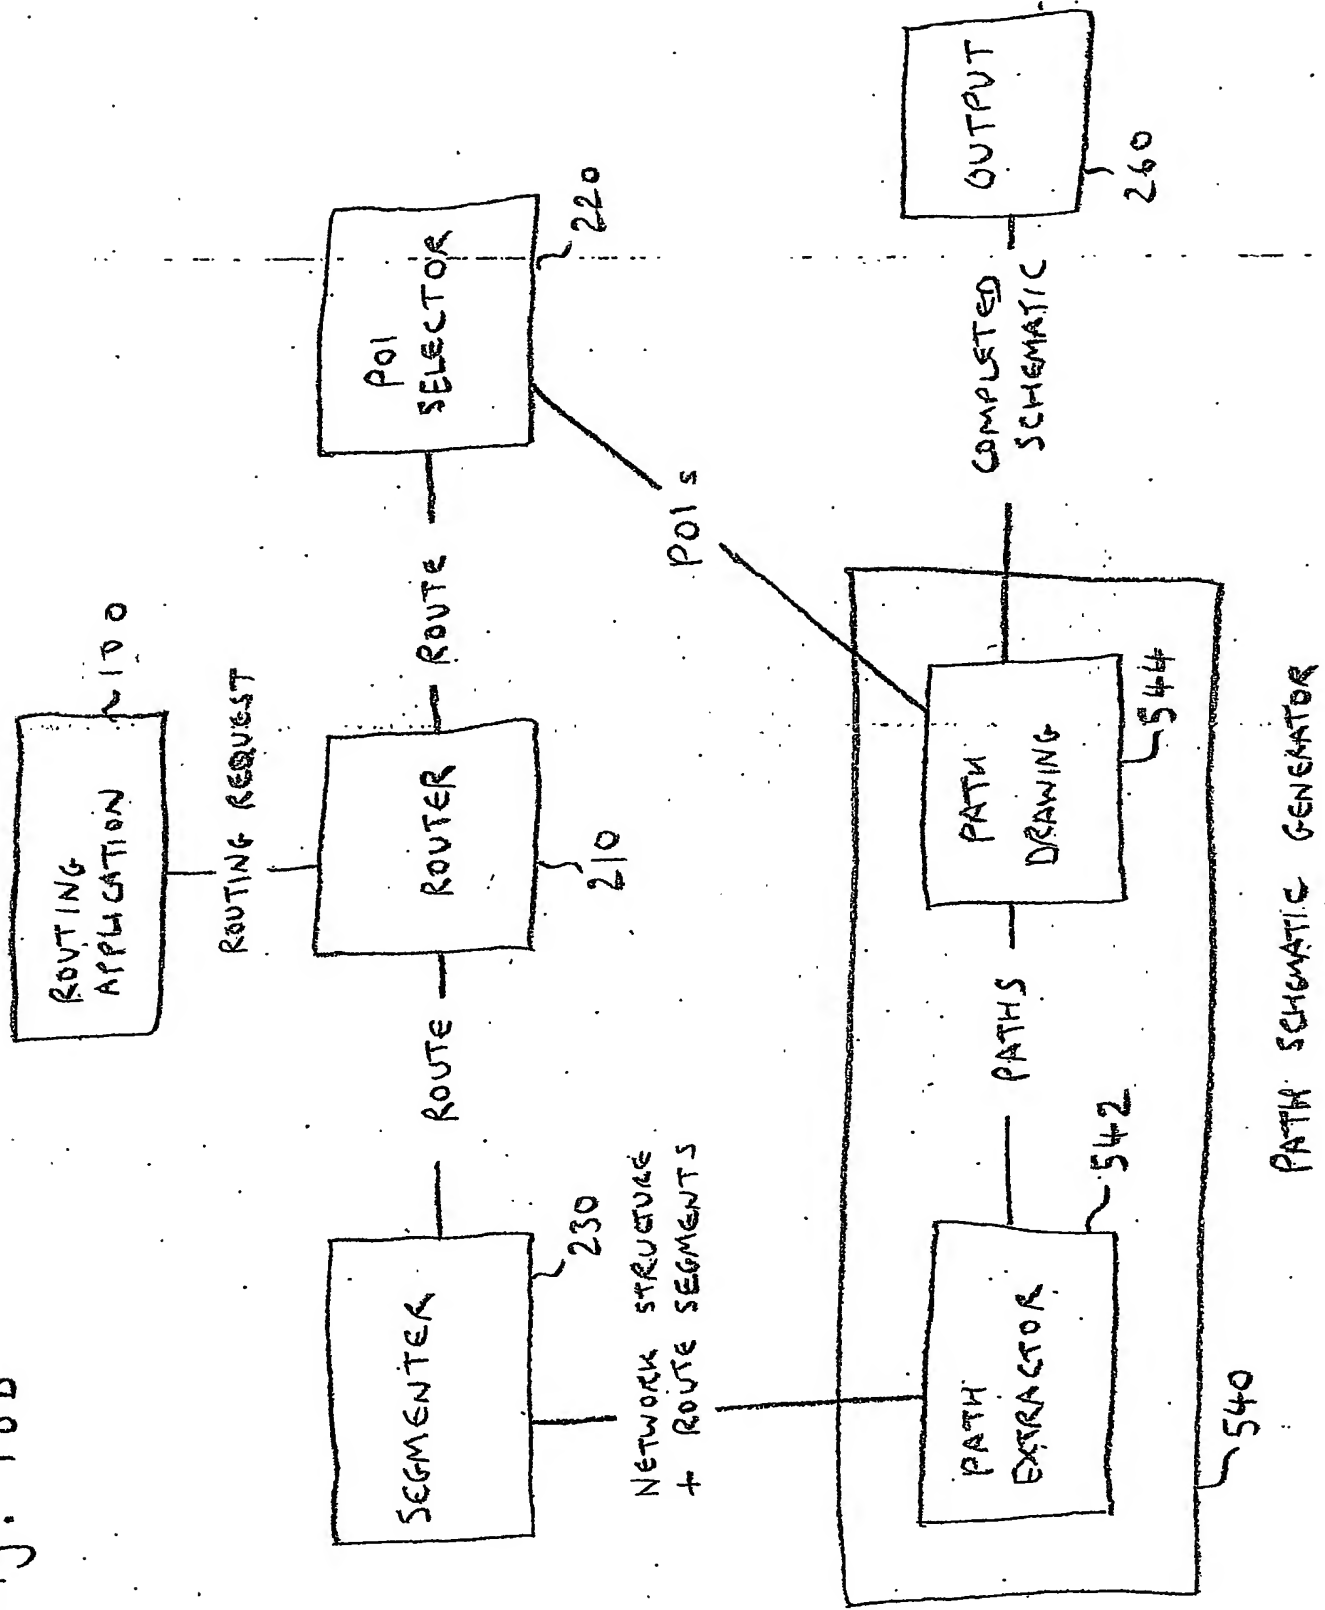 ROUTING
APPLICATION
100
ROUTING REQUEST
SEGMENTER
230
ROUTE
ROUTER
210
ROUTE
POI
SELECTOR
220
NETWORK STRUCTURE
+ ROUTE SEGMENTS
POIs
PATH
EXTRACTOR
542
PATHS
PATH
DRAWING
544
COMPLETED
SCHEMATIC
OUTPUT
260
540
PATH SCHEMATIC GENERATOR